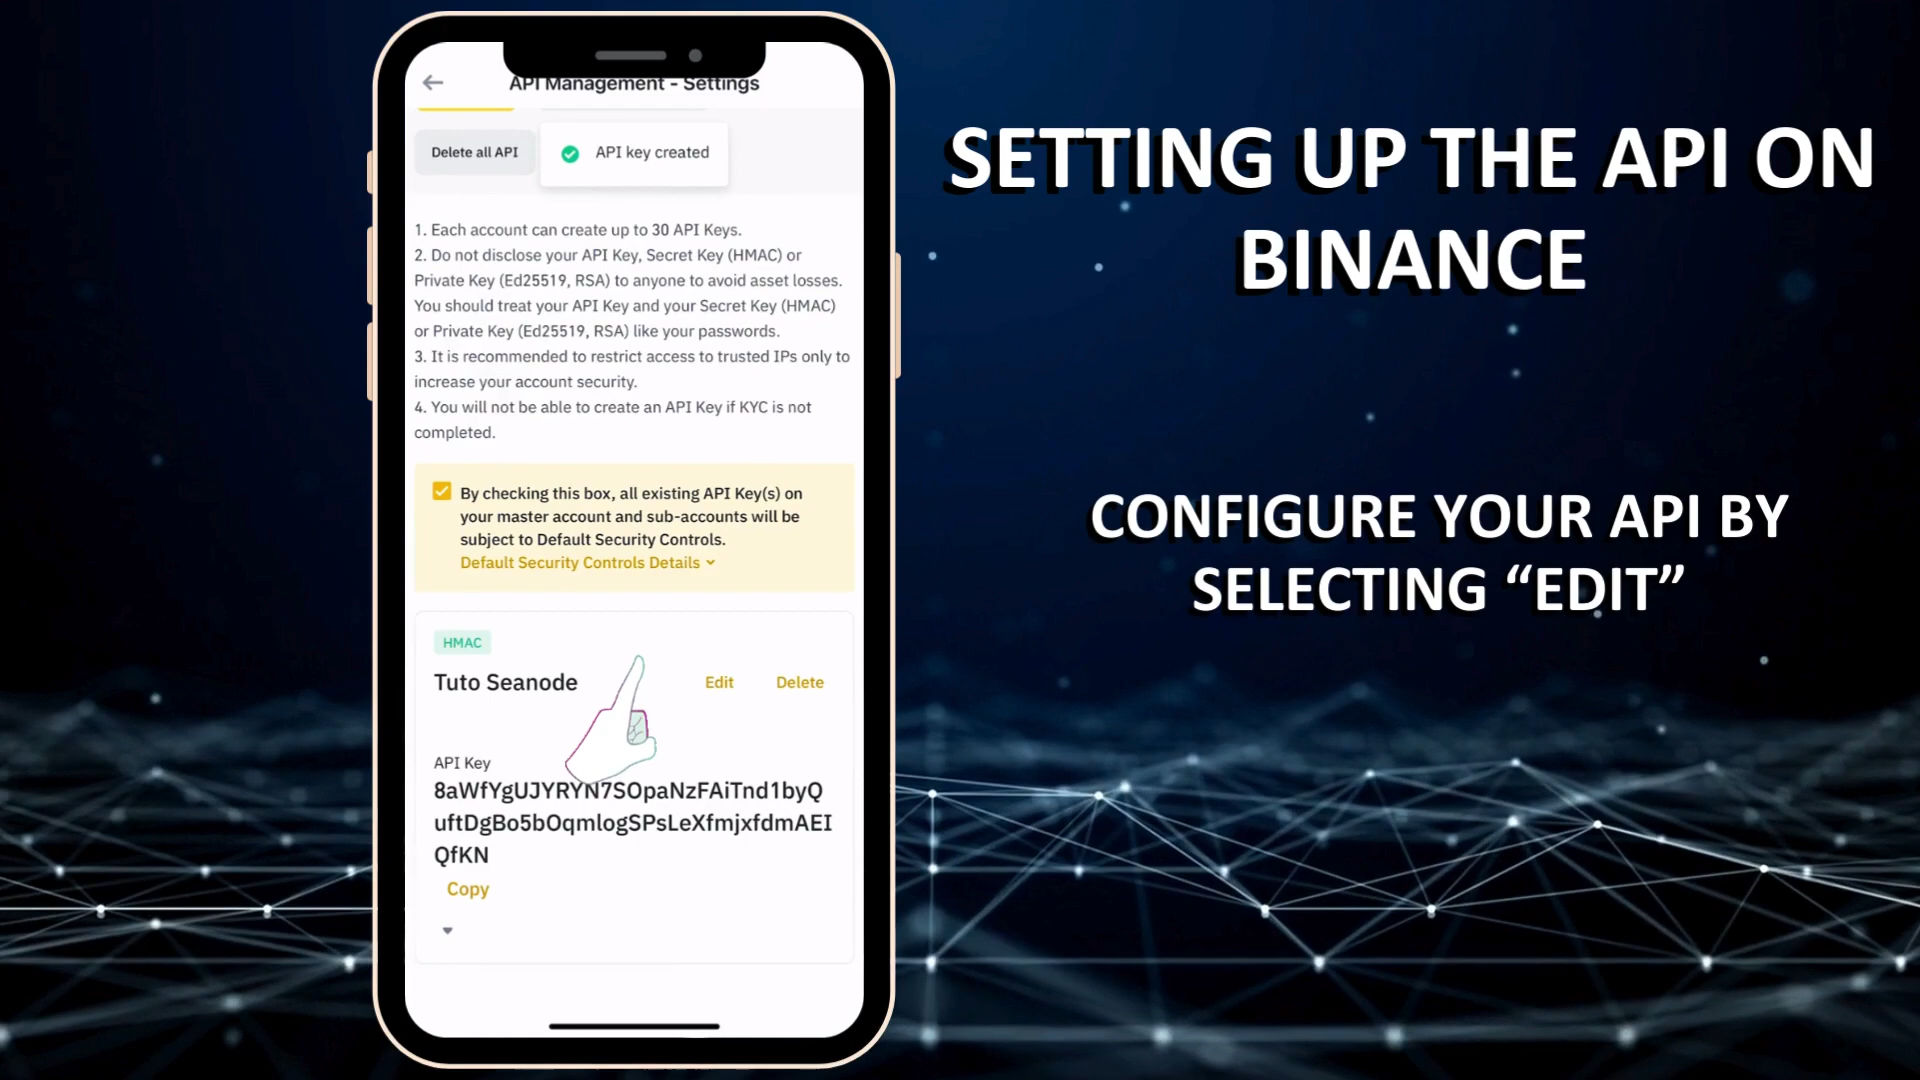 API Management - Settings
Delete all API
API key created
1. Each account can create up to 30 API Keys.
2. Do not disclose your API Key, Secret Key (HMAC) or
Private Key (Ed25519, RSA) to anyone to avoid asset losses.
You should treat your API Key and your Secret Key (HMAC)
or Private Key (Ed25519, RSA) like your passwords.
3. It is recommended to restrict access to trusted IPs only to
increase your account security.
4. You will not be able to create an API Key if KYC is not
completed.
By checking this box, all existing API Key(s) on
your master account and sub-accounts will be
subject to Default Security Controls.
Default Security Controls Details
HMAC
Tuto Seanode
Edit
Delete
API Key
8aWfYgUJYRYN7SOpaNzFAiTnd1byQ
uftDgBo5bOqmlogSPsLeXfmjxfdmAEI
QfKN
Copy
SETTING UP THE API ON
BINANCE
CONFIGURE YOUR API BY
SELECTING “EDIT”